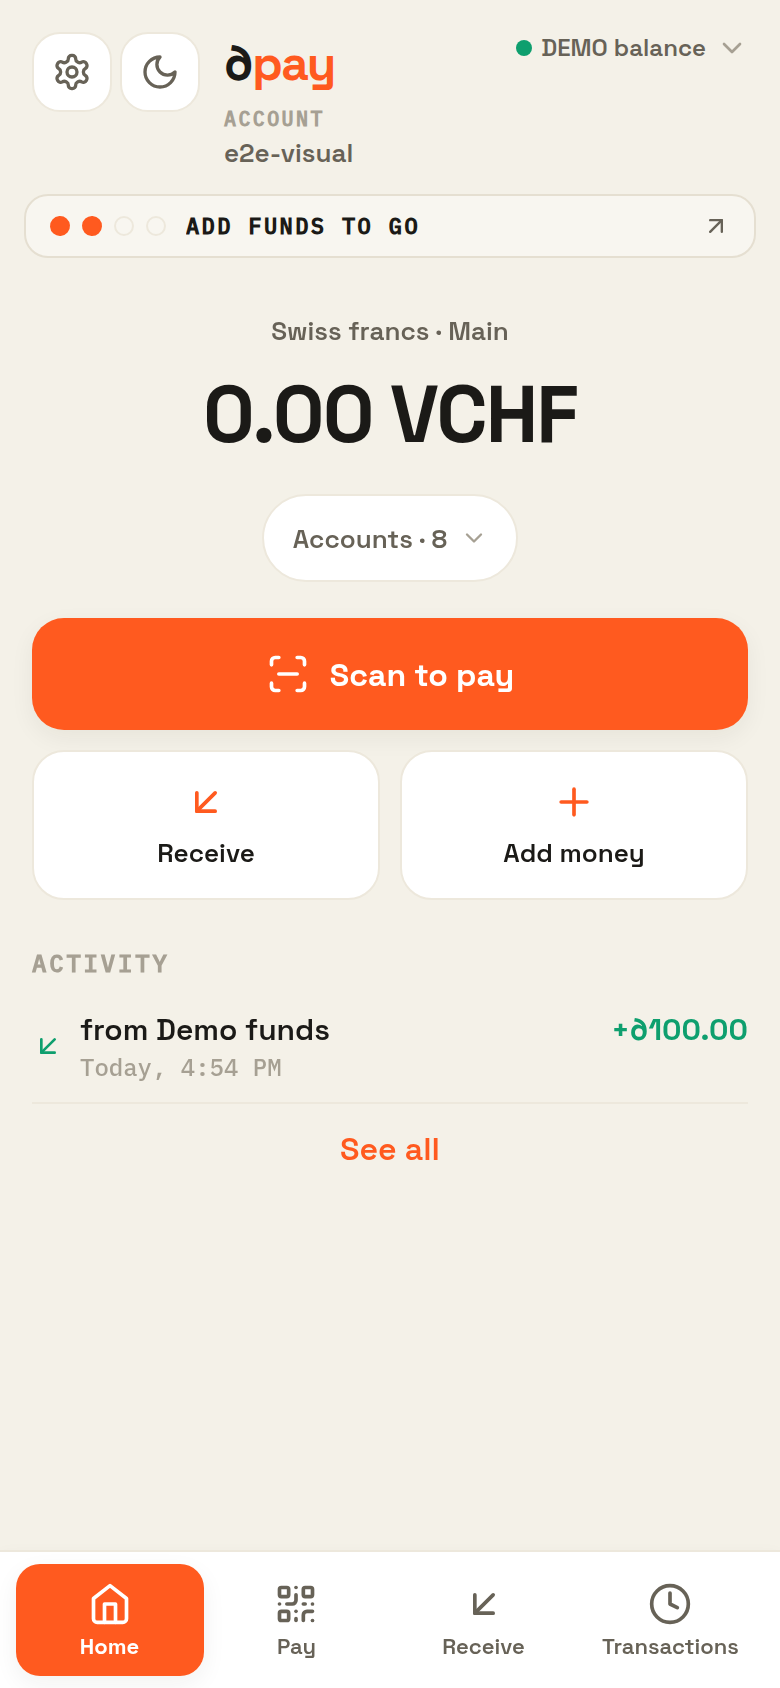 ∂pay
DEMO balance
ACCOUNT
e2e-visual
ADD FUNDS TO GO
Swiss francs · Main
0.00 VCHF
Accounts · 8
Scan to pay
Receive
Add money
ACTIVITY
from Demo funds
+∂100.00
Today, 4:54 PM
See all
Home
Pay
Receive
Transactions